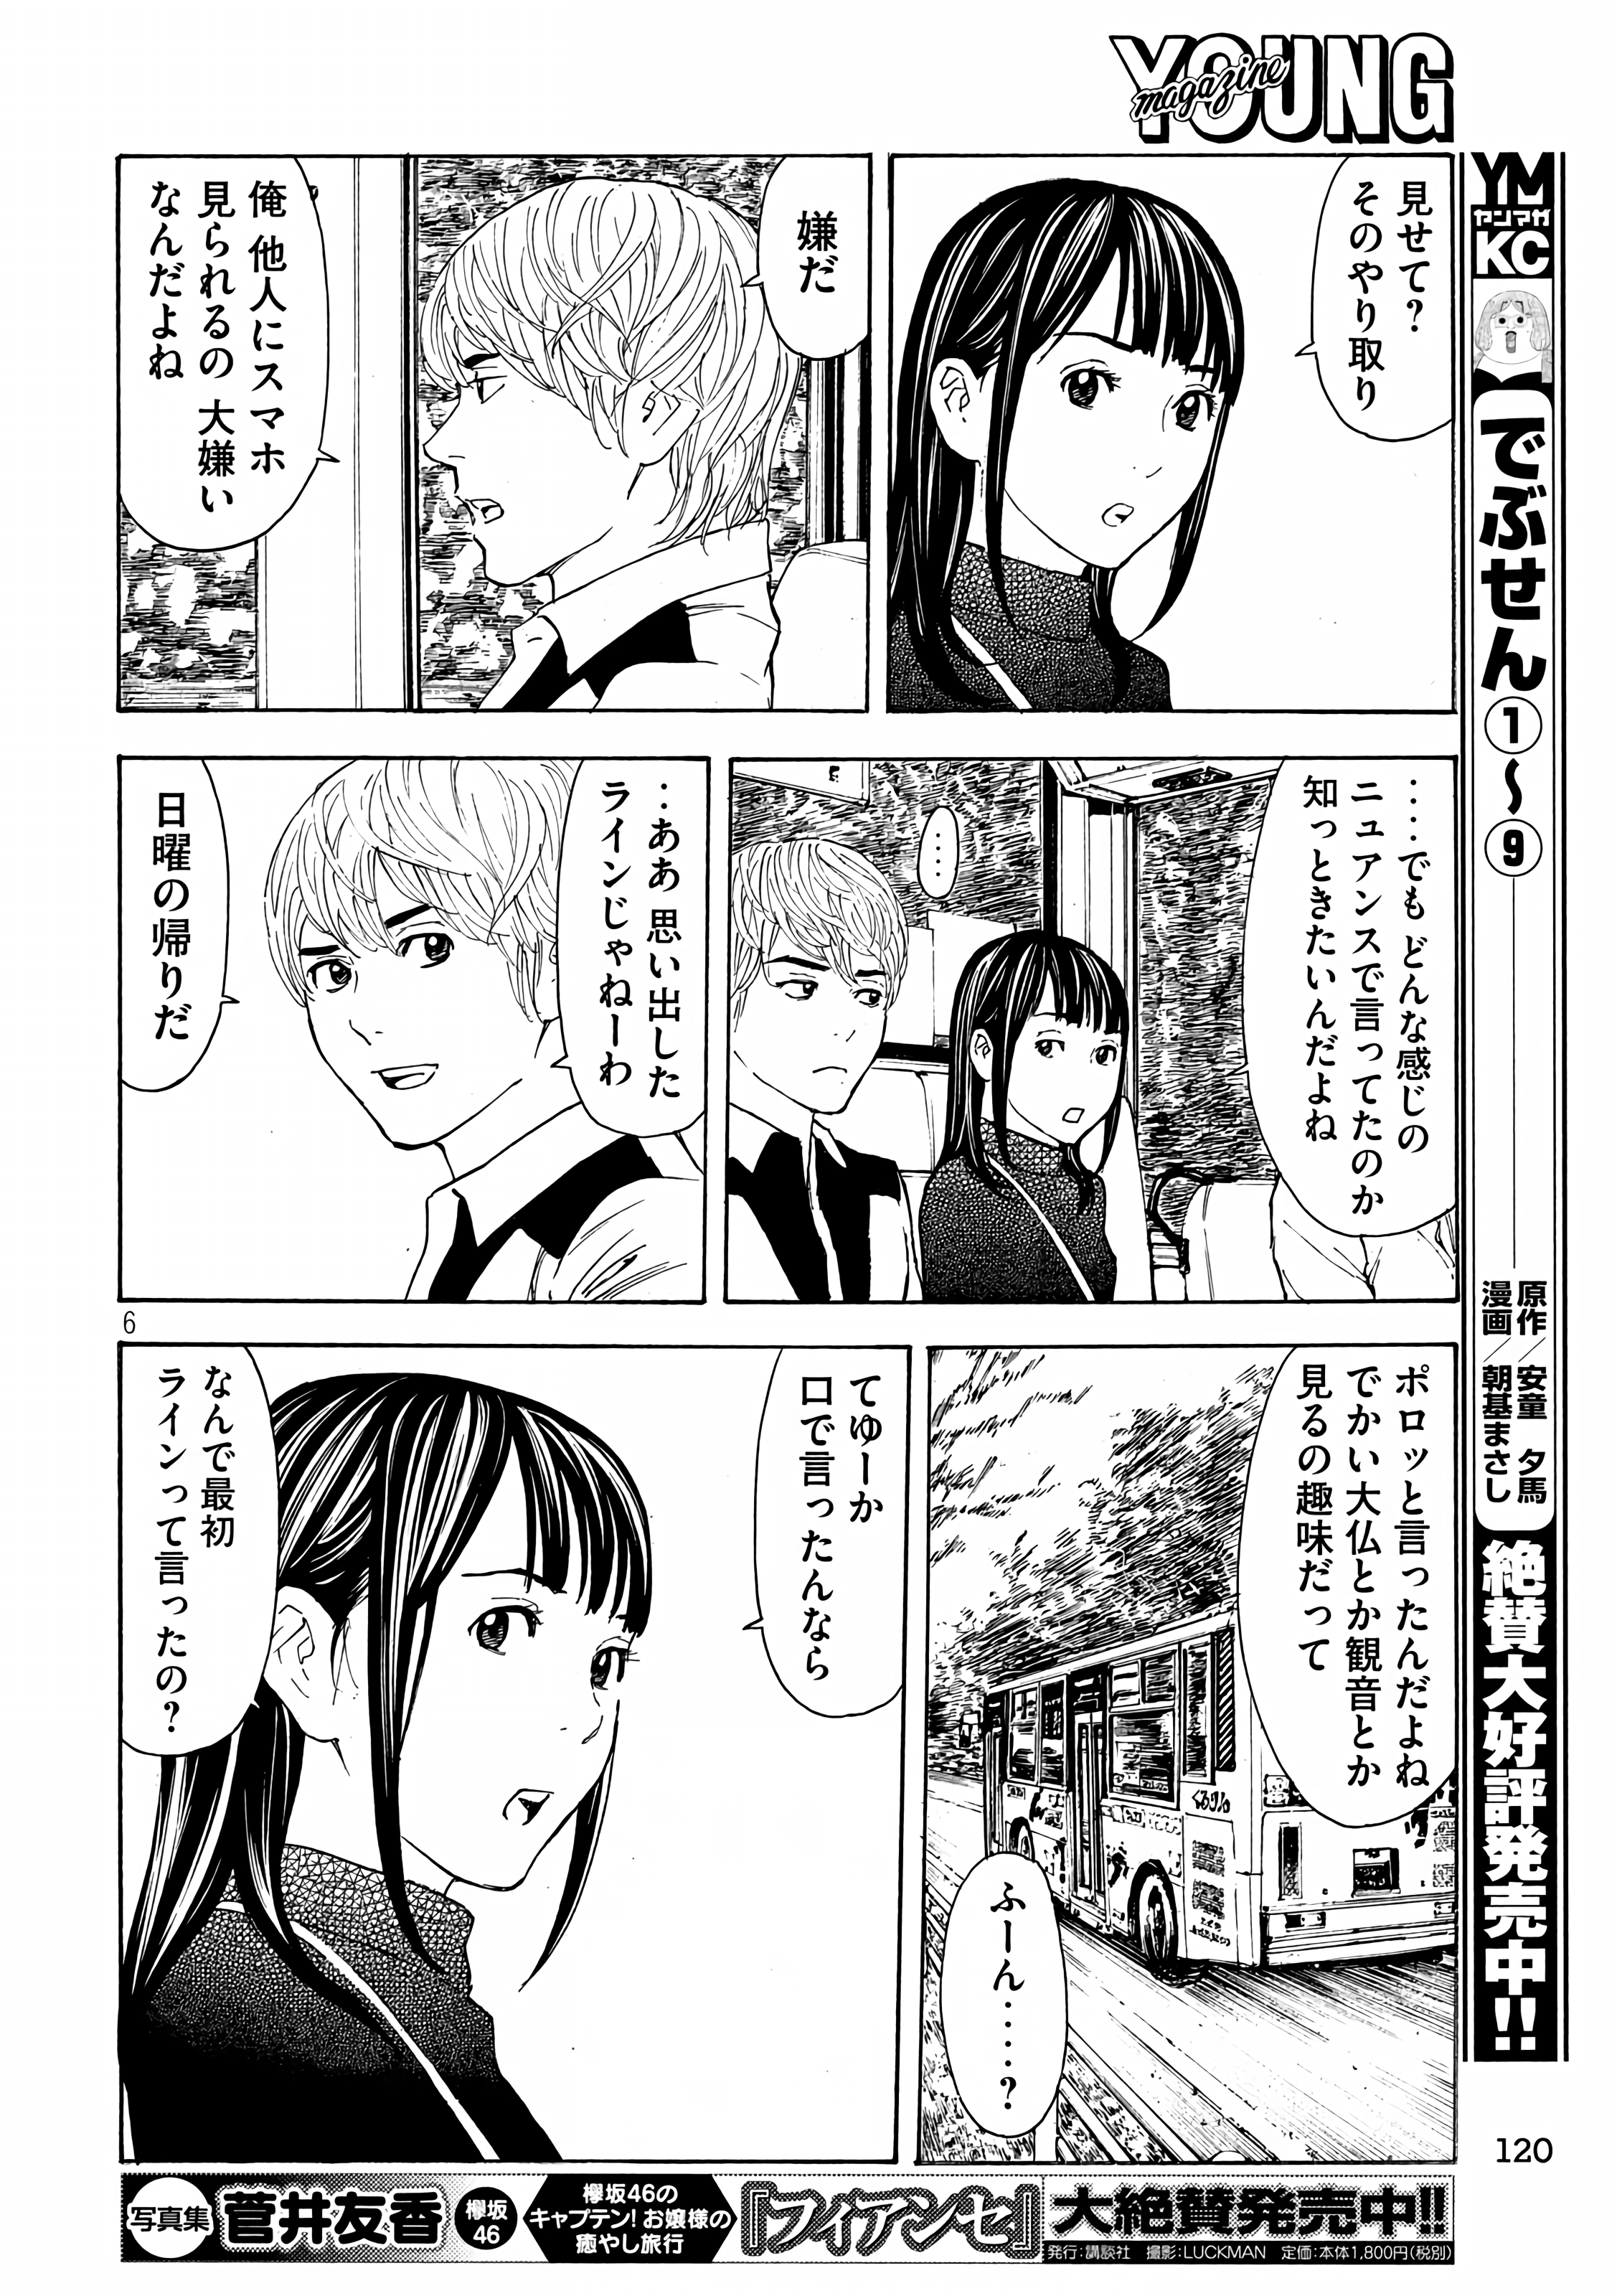 YOUNG
magazine
見せて?
そのやり取り
嫌だ
俺 他人にスマホ
見られるの 大嫌い
なんだよね
‥‥でも どんな感じの
ニュアンスで言ってたのか
知っときたいんだよね
‥‥
‥ああ 思い出した
ラインじゃねーわ
日曜の帰りだ
6
ポロッと言ったんだよね
でかい大仏とか観音とか
見るの趣味だって
ぐるりん
ふーん‥‥‥?
てゆーか
口で言ったんなら
なんで最初
ラインって言ったの?
YM
ヤンマガ
KC
でぶせん①〜⑨
原作/安童 夕馬
漫画/朝基まさし
絶賛大好評発売中!!
120
写真集
菅井友香
欅坂
46
欅坂46の
キャプテン!お嬢様の
癒やし旅行
『フィアンセ』
大絶賛発売中!!
発行:講談社 撮影:LUCKMAN 定価:本体1,800円(税別)